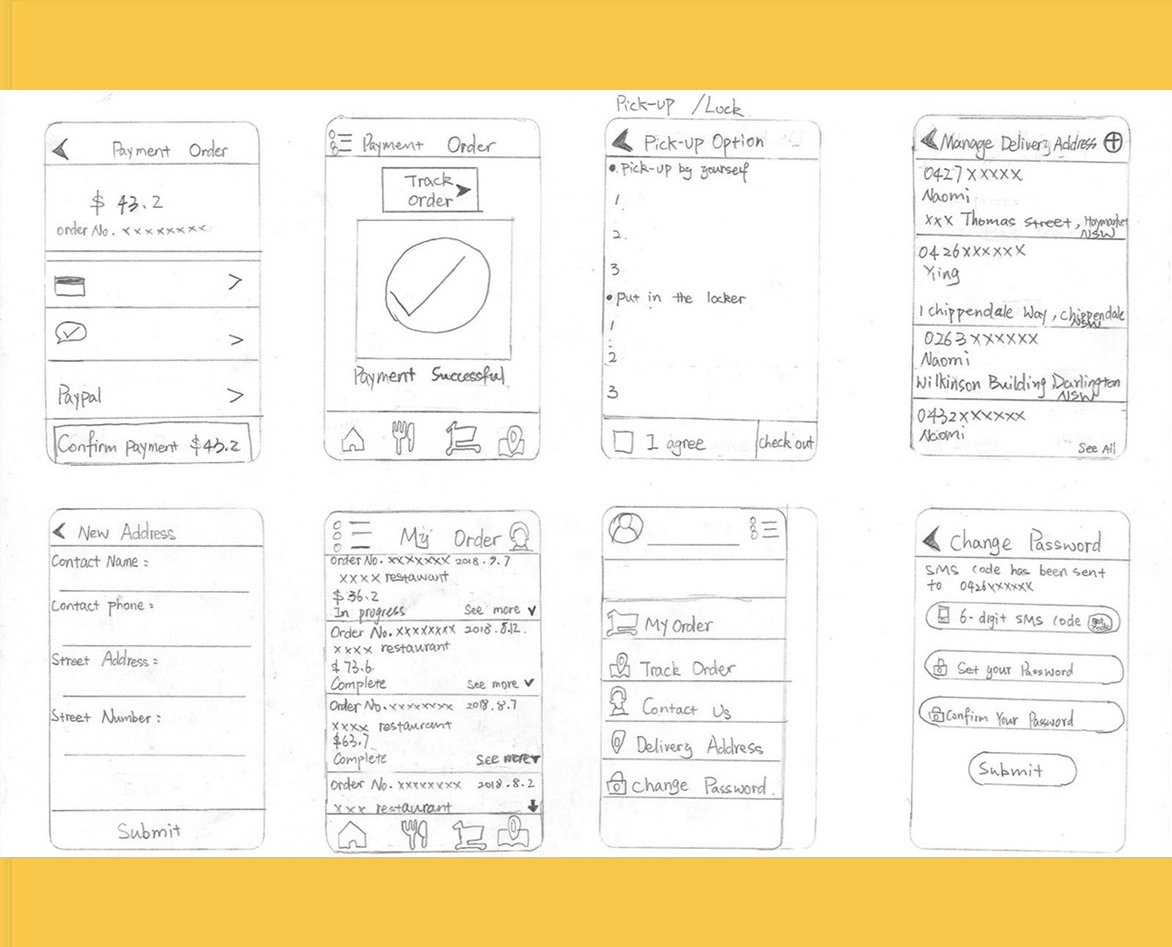 Pick-up /Lock
Payment Order
$ 43.2
order No. xxxxxxxx
Paypal
Confirm payment $43.2
Payment Order
Track
order
Payment Successful
Pick-up Option
• Pick-up by yourself
1
2.
3
• Put in the locker
1
2
3
I agree
Check out
Manage Delivery Address
0427xxxxx
Naomi
xxx Thomas Street, Haymarket
NSW
0426xxxxxx
Ying
1 chippendale Way, chippendale
NSW
0263xxxxxx
Naomi
Wilkinson Building Darlington
NSW
0432xxxxxx
Naomi
See All
New Address
Contact Name:
Contact phone:
Street Address:
Street Number:
Submit
My Order
Order No. xxxxxxx 2018.9.7
xxxx restaurant
$36.2
In progress See more
Order No. xxxxxxxx 2018.8.12.
xxxx restaurant
$73.6
Complete See more
Order No. xxxxxxxx 2018.8.7
xxxx restaurant
$63.7
Complete See more
Order No. xxxxxxxx 2018.8.2
xxx restaurant
My Order
Track Order
Contact Us
Delivery Address
Change Password.
Change Password
SMS code has been sent
to 0426xxxxxx
6-digit SMS code get code
Set your Password
Confirm Your Password
Submit